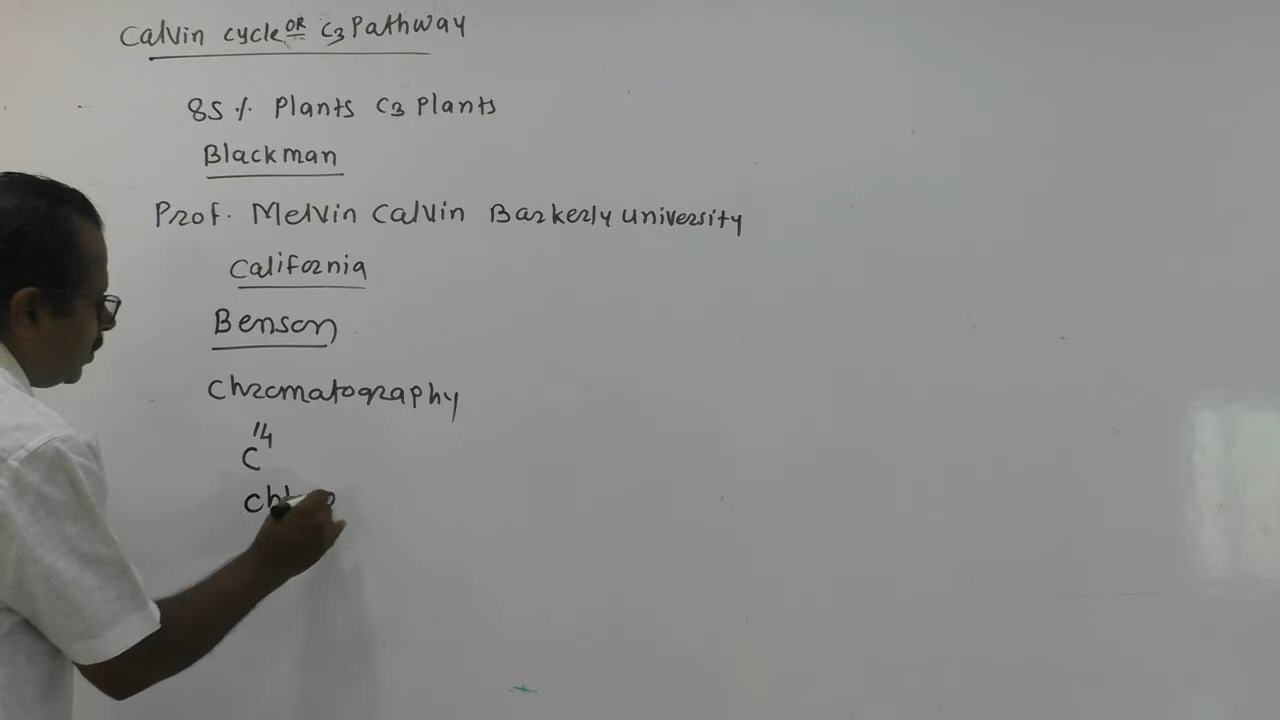 Calvin cycle OR C3 Pathway
85 % Plants C3 Plants
Blackman
Prof. Melvin Calvin Barkerly University
California
Benson
Chromatography
C14